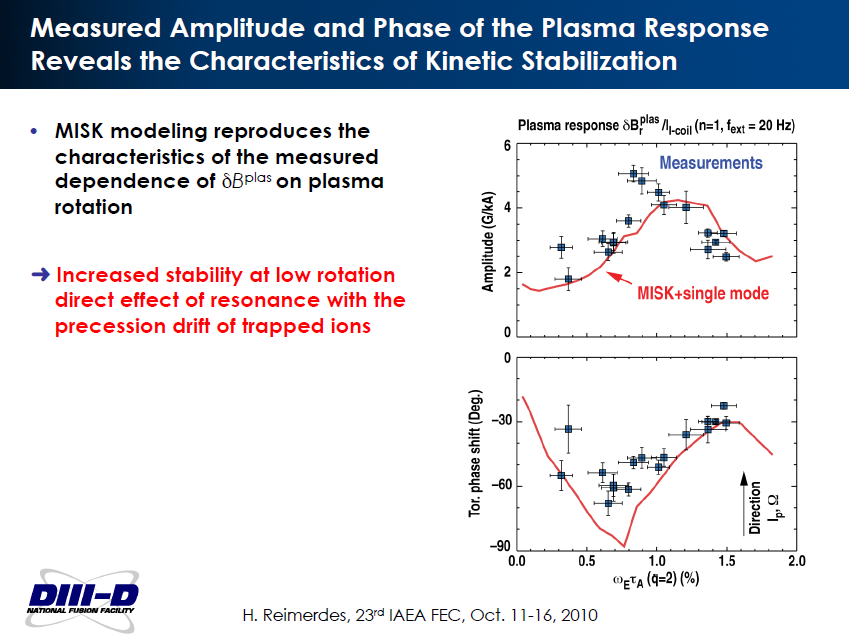 Measured Amplitude and Phase of the Plasma Response
Reveals the Characteristics of Kinetic Stabilization
• MISK modeling reproduces the
characteristics of the measured
dependence of δBᵖˡᵃˢ on plasma
rotation
➜ Increased stability at low rotation
direct effect of resonance with the
precession drift of trapped ions
Plasma response δBᵣᵖˡᵃˢ /I_I-coil (n=1, f_ext = 20 Hz)
6
4
2
0
Amplitude (G/kA)
Measurements
MISK+single mode
0
–30
–60
–90
Tor. phase shift (Deg.)
Direction
Iₚ, Ω
0.0 0.5 1.0 1.5 2.0
ω_Eτ_A (q=2) (%)
DIII-D
NATIONAL FUSION FACILITY
H. Reimerdes, 23ʳᵈ IAEA FEC, Oct. 11-16, 2010